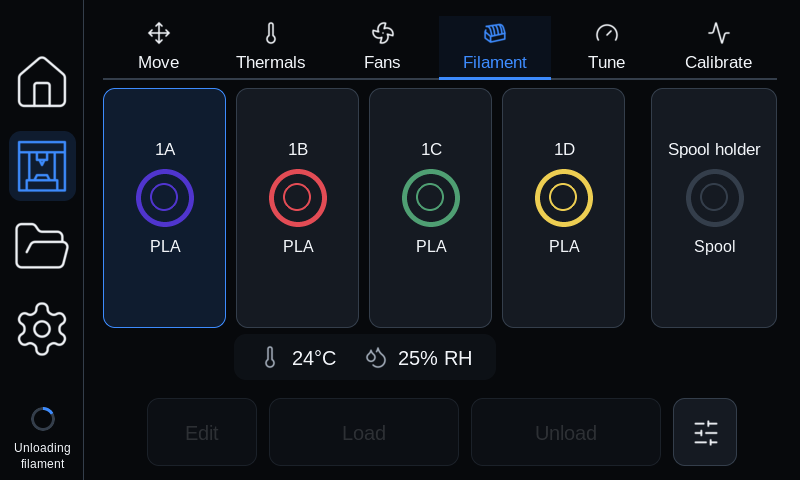 Move
Thermals
Fans
Filament
Tune
Calibrate
1A
PLA
1B
PLA
1C
PLA
1D
PLA
Spool holder
Spool
24°C
25% RH
Edit
Load
Unload
Unloading
filament